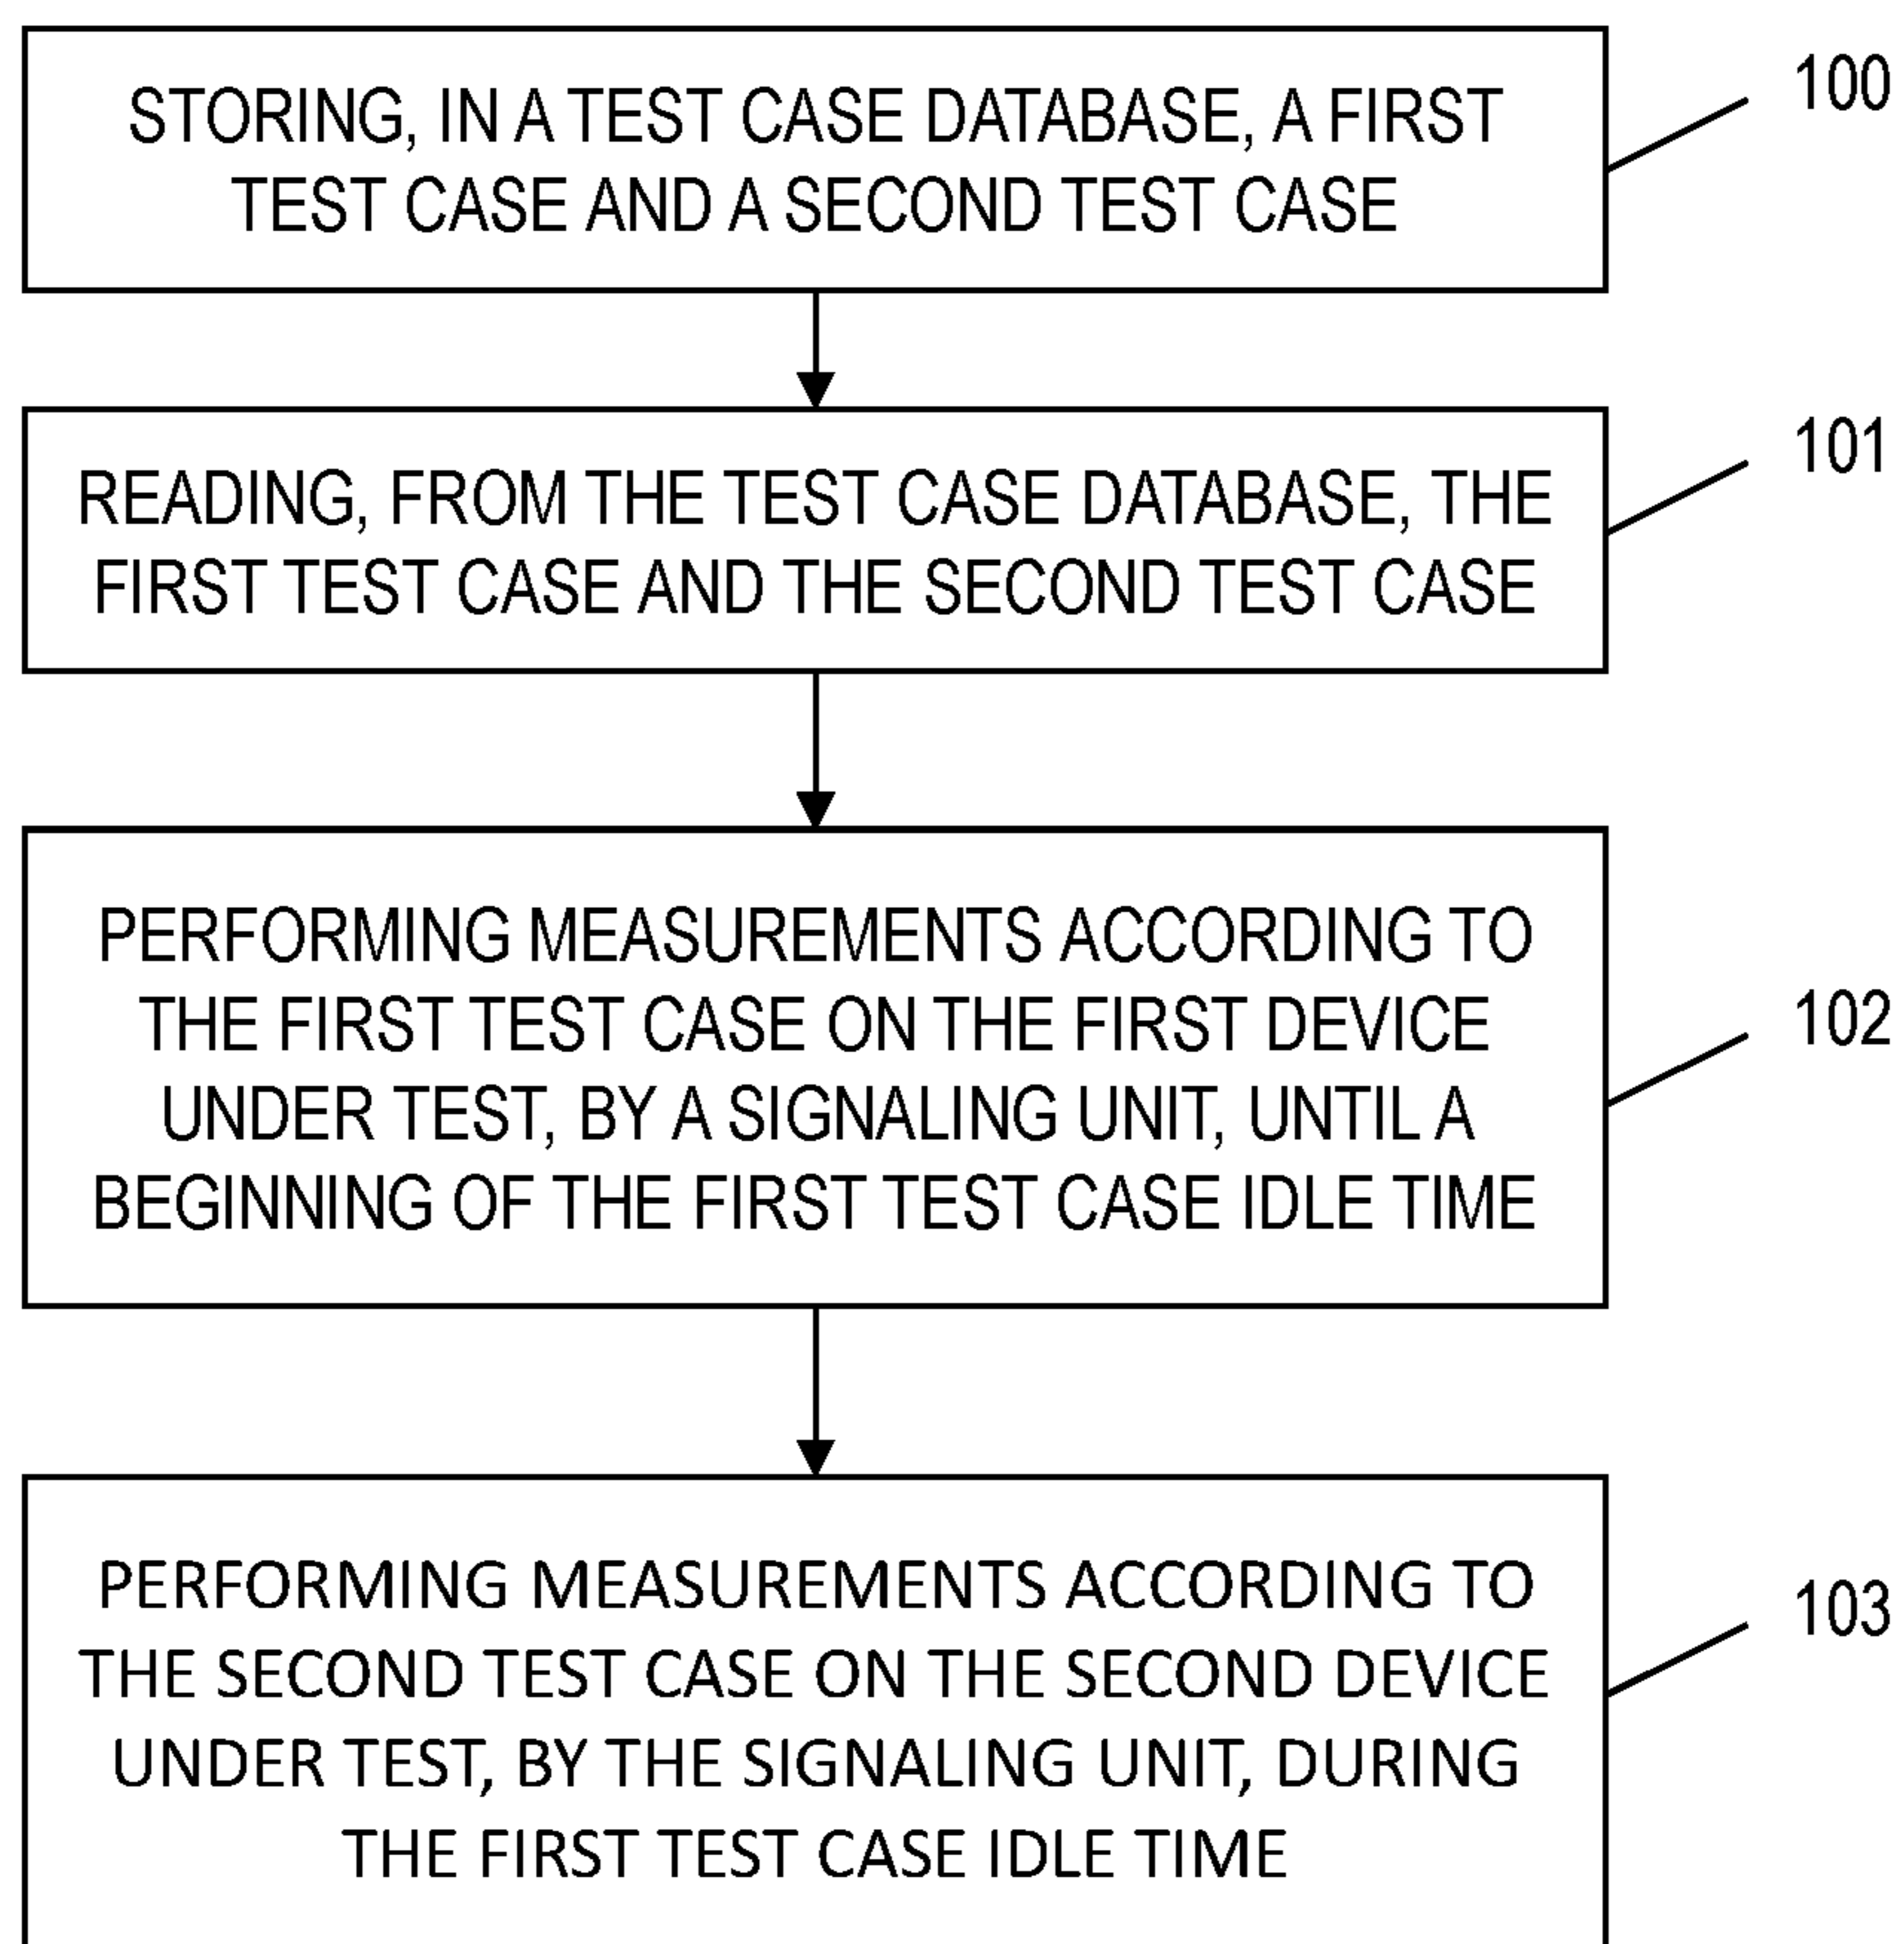 STORING, IN A TEST CASE DATABASE, A FIRST
TEST CASE AND A SECOND TEST CASE
100
READING, FROM THE TEST CASE DATABASE, THE
FIRST TEST CASE AND THE SECOND TEST CASE
101
PERFORMING MEASUREMENTS ACCORDING TO
THE FIRST TEST CASE ON THE FIRST DEVICE
UNDER TEST, BY A SIGNALING UNIT, UNTIL A
BEGINNING OF THE FIRST TEST CASE IDLE TIME
102
PERFORMING MEASUREMENTS ACCORDING TO
THE SECOND TEST CASE ON THE SECOND DEVICE
UNDER TEST, BY THE SIGNALING UNIT, DURING
THE FIRST TEST CASE IDLE TIME
103